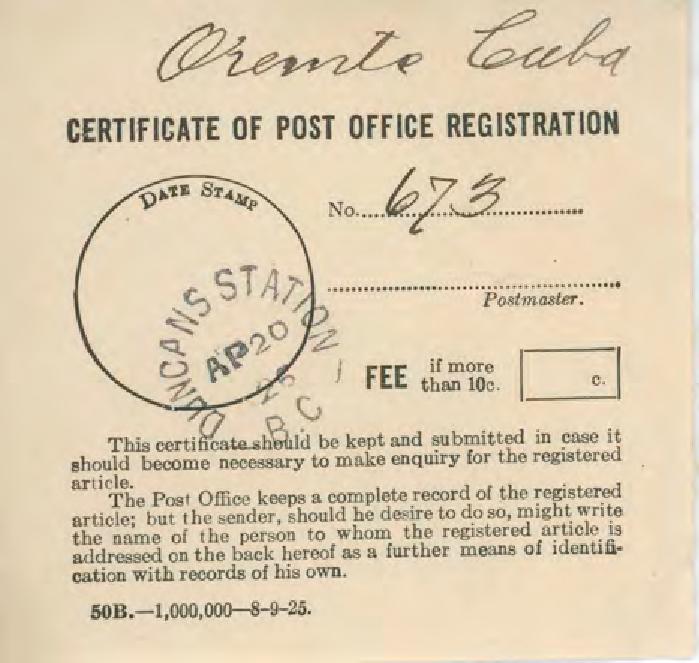 Oriente Cuba
CERTIFICATE OF POST OFFICE REGISTRATION
DATE STAMP
No. 673
Postmaster.
DUNCANS STATION
AP 20
B.C
FEE if more than 10c. c.
This certificate should be kept and submitted in case it
should become necessary to make enquiry for the registered
article.
The Post Office keeps a complete record of the registered
article; but the sender, should he desire to do so, might write
the name of the person to whom the registered article is
addressed on the back hereof as a further means of identifi-
cation with records of his own.
50B.—1,000,000—8-9-25.